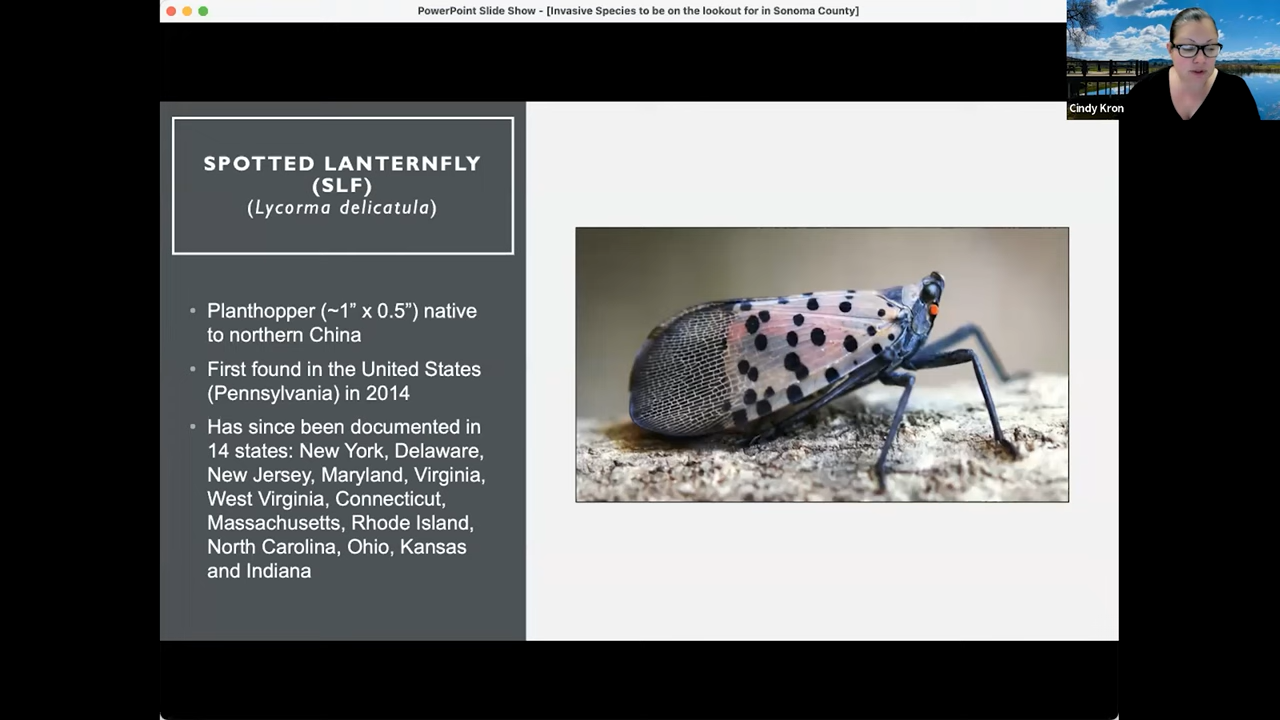 PowerPoint Slide Show - [Invasive Species to be on the lookout for in Sonoma County]
Cindy Kron
SPOTTED LANTERNFLY
(SLF)
(Lycorma delicatula)
• Planthopper (~1” x 0.5”) native
to northern China
• First found in the United States
(Pennsylvania) in 2014
• Has since been documented in
14 states: New York, Delaware,
New Jersey, Maryland, Virginia,
West Virginia, Connecticut,
Massachusetts, Rhode Island,
North Carolina, Ohio, Kansas
and Indiana